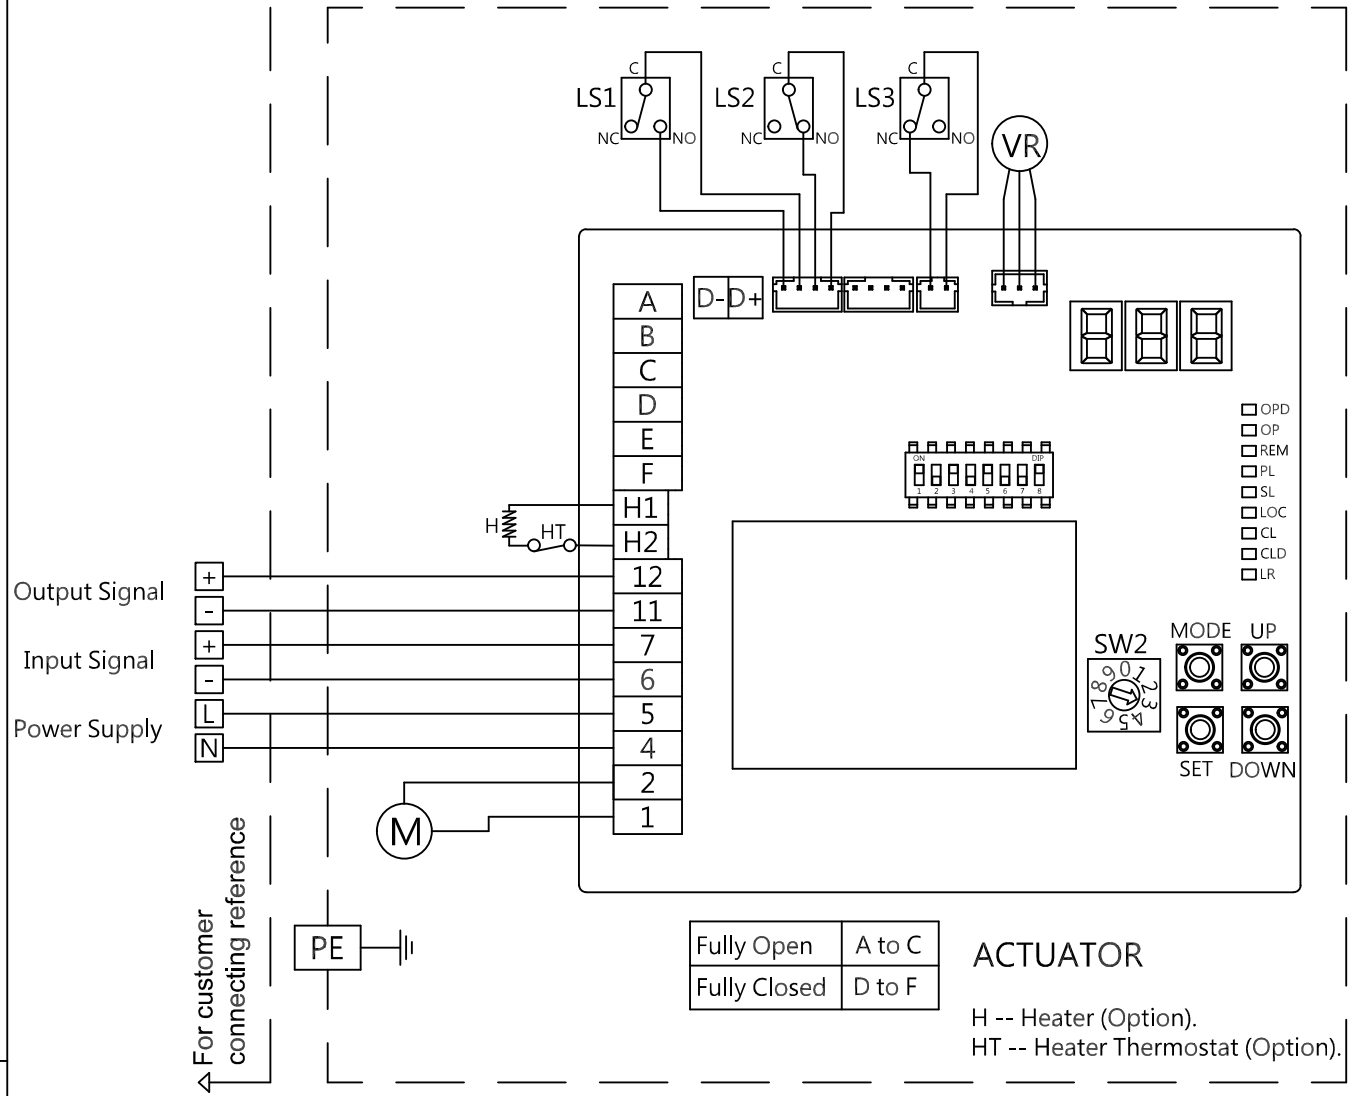 C C C
LS1 LS2 LS3
NC NO NC NO NC NO
VR
D- D+
A
B
C
D
E
F
H1
H2
12
11
7
6
5
4
2
1
H
HT
ON DIP
1 2 3 4 5 6 7 8
OPD
OP
REM
PL
SL
LOC
CL
CLD
LR
Output Signal
+
-
Input Signal
+
-
Power Supply
L
N
M
SW2
0 1 2 3 4 5 6 7 8 9
MODE UP
SET DOWN
For customer
connecting reference
PE
Fully Open A to C
Fully Closed D to F
ACTUATOR
H -- Heater (Option).
HT -- Heater Thermostat (Option).